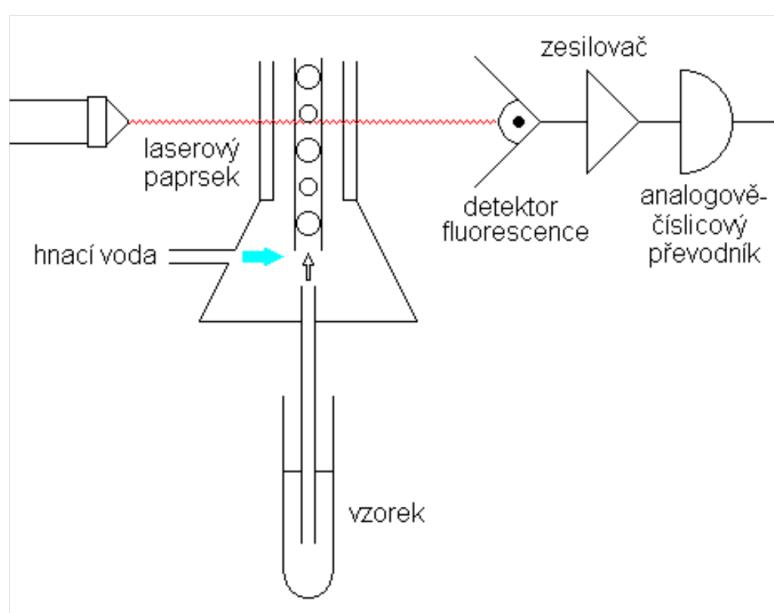 zesilovač
laserový
paprsek
detektor
fluorescence
analogově-
číslicový
převodník
hnací voda
vzorek